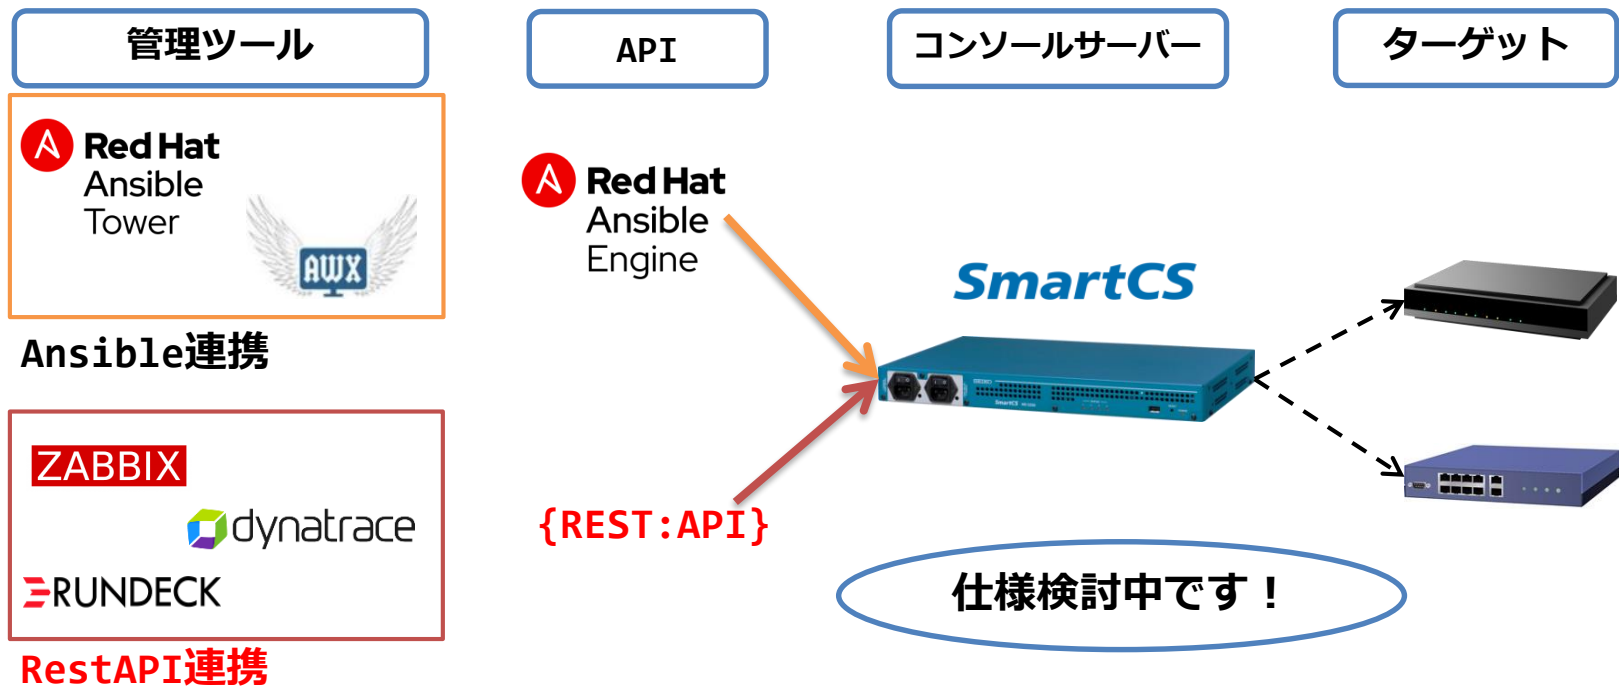 管理ツール
API
コンソールサーバー
ターゲット
Red Hat
Ansible
Tower
AWX
Ansible連携
Red Hat
Ansible
Engine
SmartCS
SmartCS
ZABBIX
dynatrace
RUNDECK
RestAPI連携
{REST:API}
仕様検討中です！